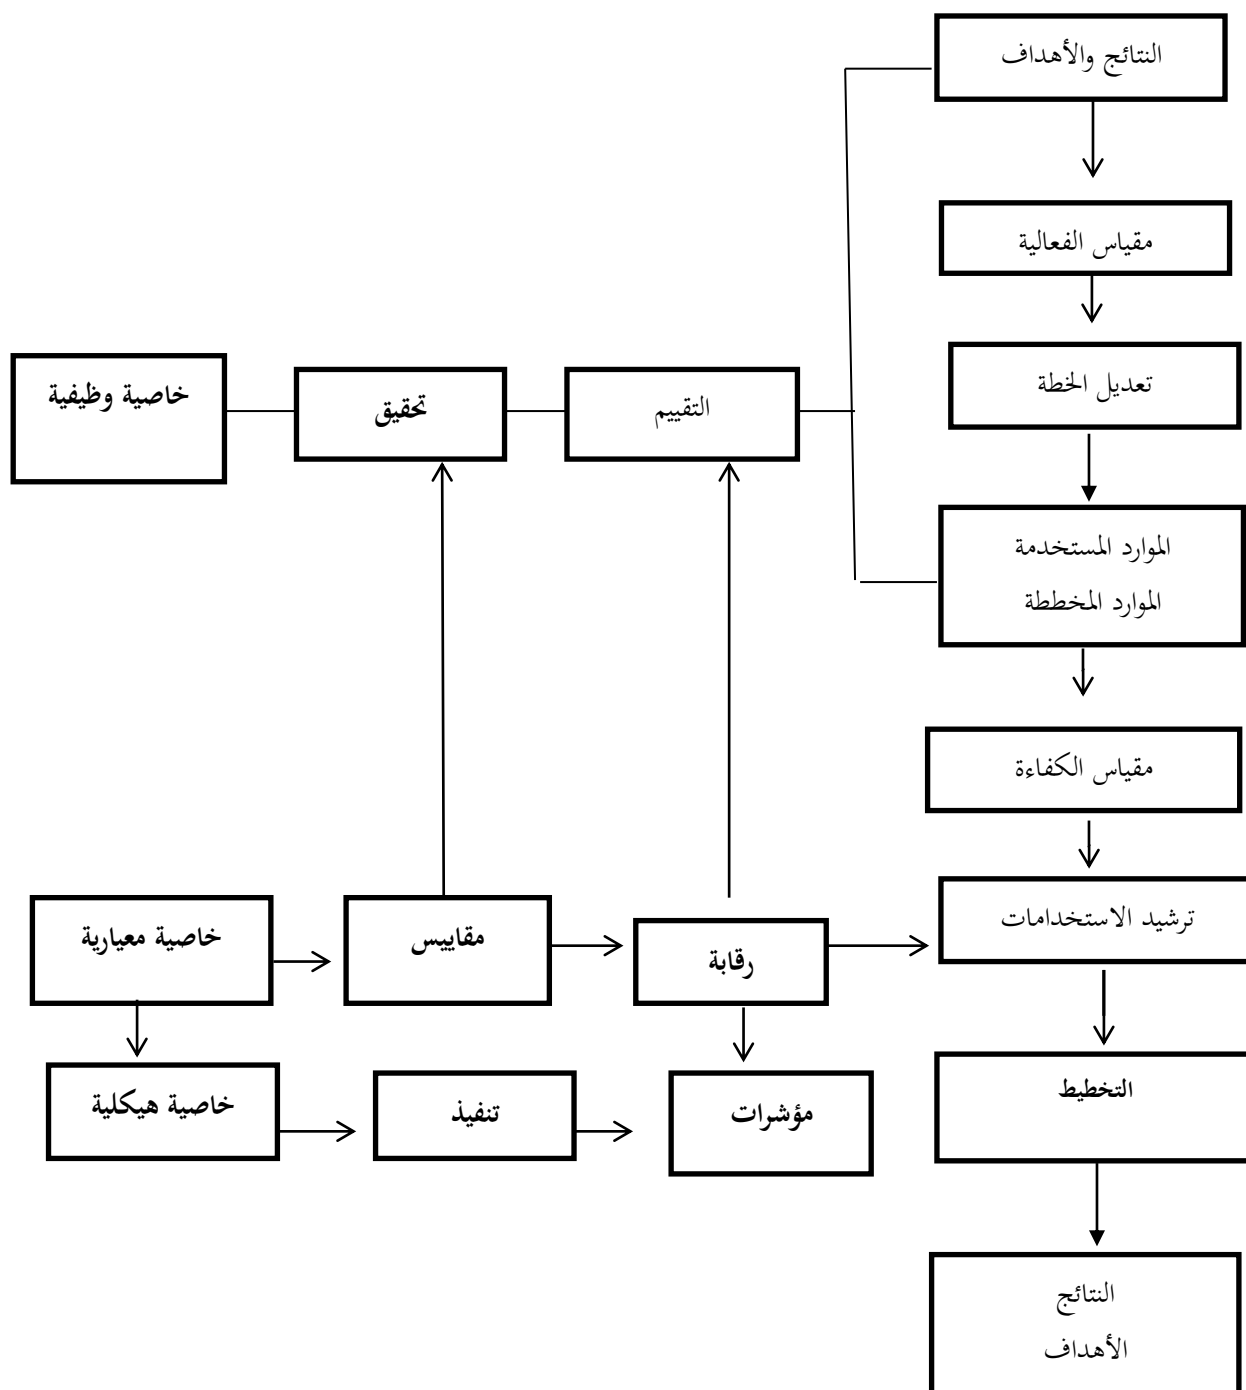 النتائج والأهداف
مقياس الفعالية
تعديل الخطة
خاصية وظيفية
تحقيق
التقييم
الموارد المستخدمة
الموارد المخططة
مقياس الكفاءة
ترشيد الاستخدامات
رقابة
مقاييس
خاصية معيارية
التخطيط
مؤشرات
تنفيذ
خاصية هيكلية
النتائج
الأهداف